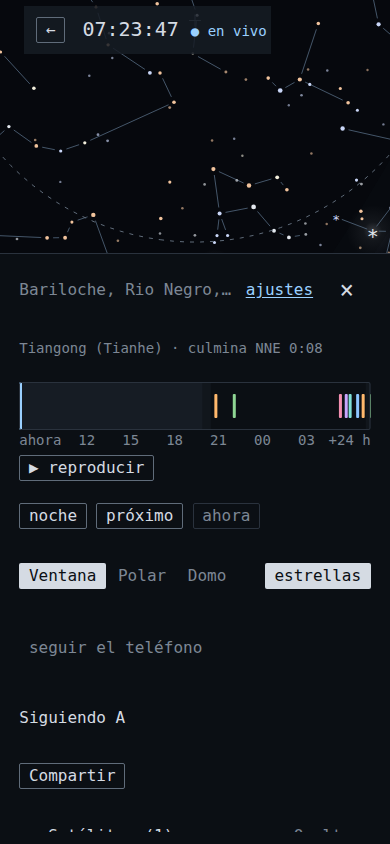 ← 07:23:47 ● en vivo
Bariloche, Rio Negro,… ajustes ×
Tiangong (Tianhe) · culmina NNE 0:08
ahora 12 15 18 21 00 03 +24 h
▶ reproducir
noche próximo ahora
Ventana Polar Domo estrellas
seguir el teléfono
Siguiendo A
Compartir